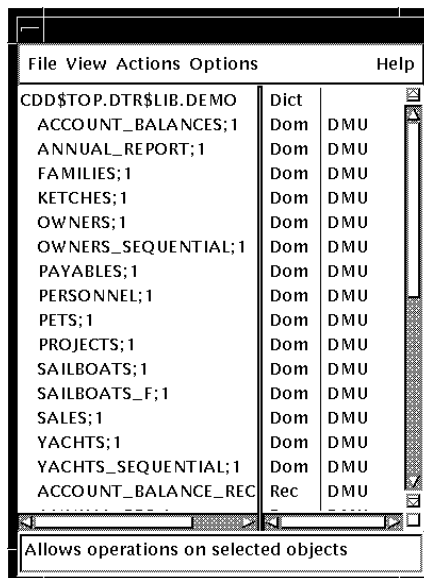 File View Actions Options Help
CDD$TOP.DTR$LIB.DEMO Dict
ACCOUNT_BALANCES;1 Dom DMU
ANNUAL_REPORT;1 Dom DMU
FAMILIES;1 Dom DMU
KETCHES;1 Dom DMU
OWNERS;1 Dom DMU
OWNERS_SEQUENTIAL;1 Dom DMU
PAYABLES;1 Dom DMU
PERSONNEL;1 Dom DMU
PETS;1 Dom DMU
PROJECTS;1 Dom DMU
SAILBOATS;1 Dom DMU
SAILBOATS_F;1 Dom DMU
SALES;1 Dom DMU
YACHTS;1 Dom DMU
YACHTS_SEQUENTIAL;1 Dom DMU
ACCOUNT_BALANCE_REC Rec DMU
Allows operations on selected objects